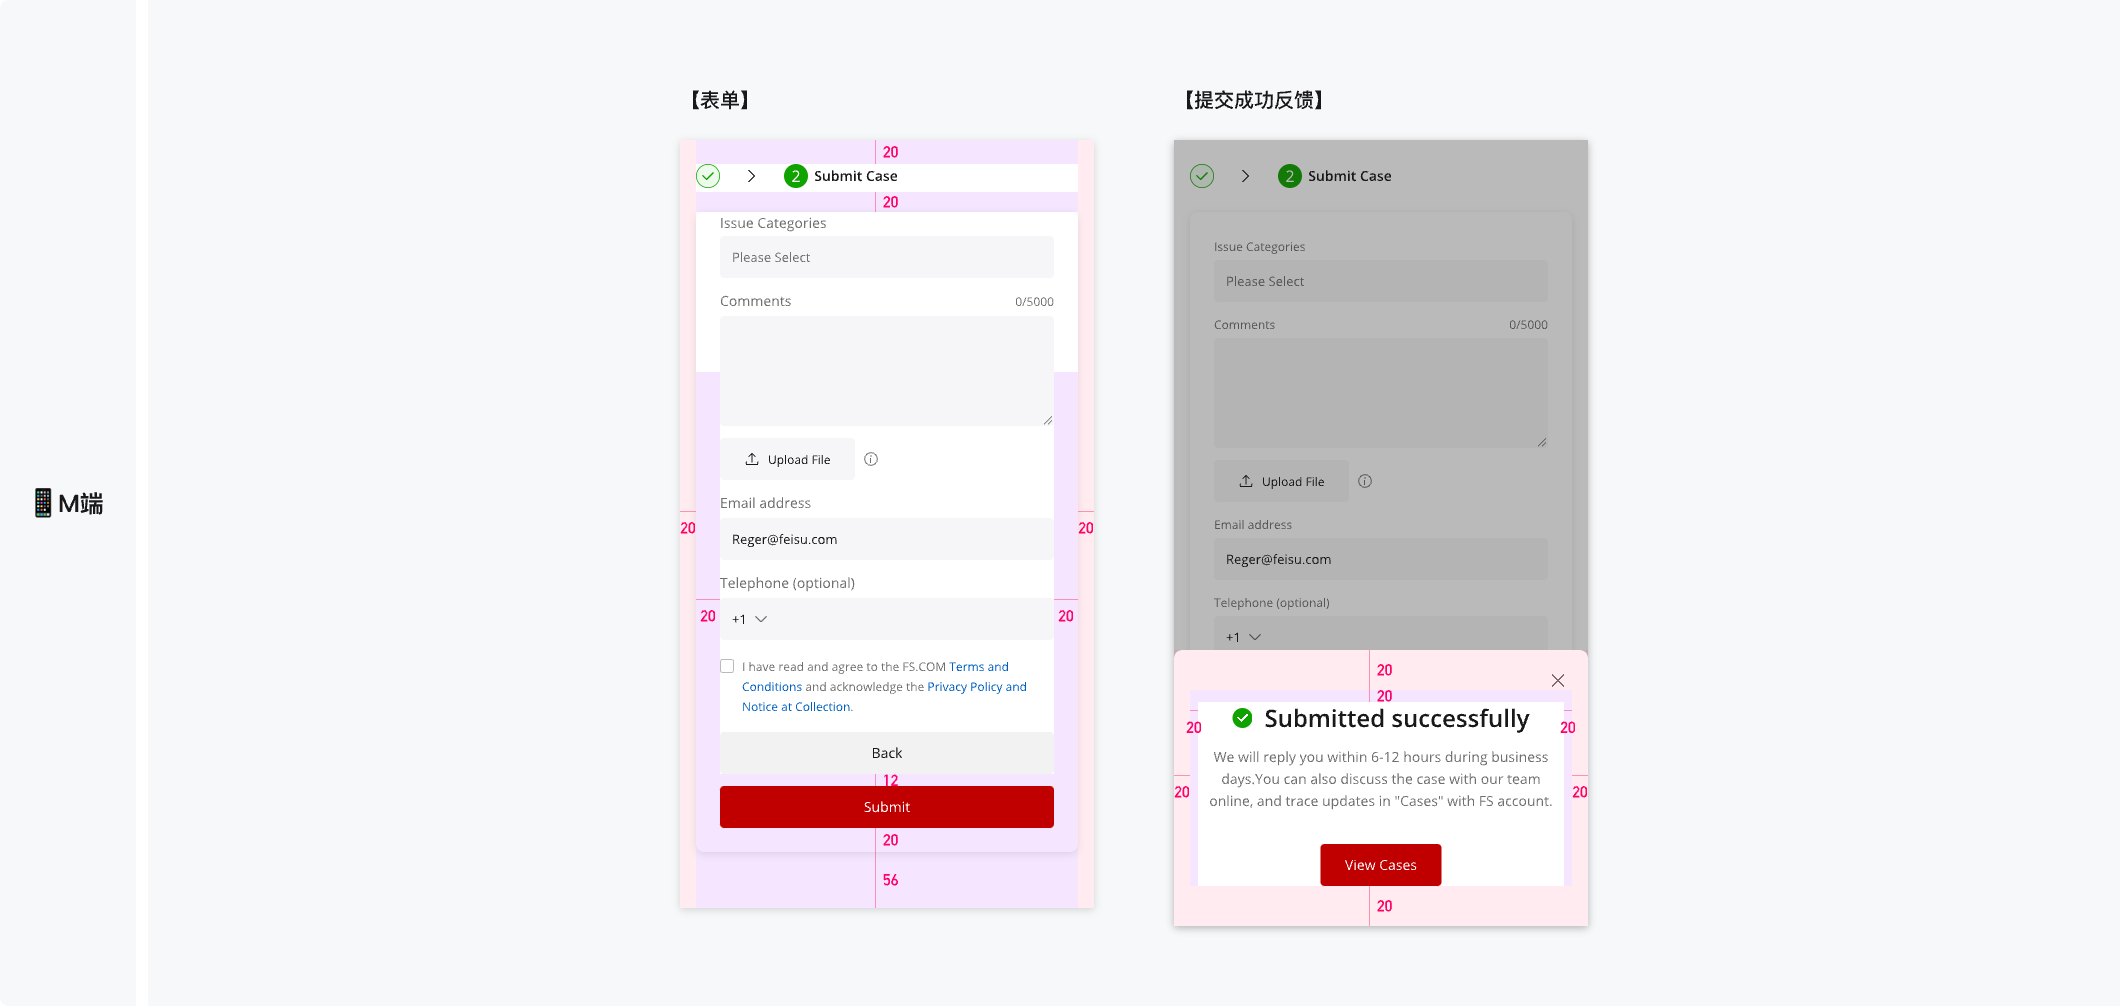 M端
【表单】
20
2 Submit Case
20
Issue Categories
Please Select
Comments 0/5000
Upload File
Email address
20 20
Reger@feisu.com
Telephone (optional)
20 +1 20
I have read and agree to the FS.COM Terms and
Conditions and acknowledge the Privacy Policy and
Notice at Collection.
Back
12
Submit
20
56
【提交成功反馈】
2 Submit Case
Issue Categories
Please Select
Comments 0/5000
Upload File
Email address
Reger@feisu.com
Telephone (optional)
+1
20
20
Submitted successfully
20 20
We will reply you within 6-12 hours during business
days.You can also discuss the case with our team
20 20
online, and trace updates in "Cases" with FS account.
View Cases
20